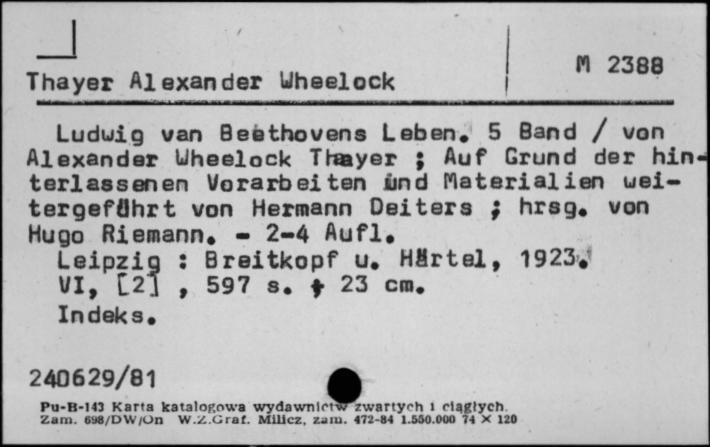 M 2388
Thayer Alexander Wheelock
Ludwig van Beethovens Leben. 5 Band / von
Alexander Wheelock Thayer ; Auf Grund der hin-
terlassenen Vorarbeiten und Materialien wei-
tergeführt von Hermann Deiters ; hrsg. von
Hugo Riemann. - 2-4 Aufl.
Leipzig : Breitkopf u. Härtel, 1923.
VI, [2] , 597 s. ; 23 cm.
Indeks.
240629/81
Pu-B-143 Karta katalogowa wydawnictw zwartych i ciągłych.
Zam. 698/DW/On W.Z.Graf. Milicz, zam. 472-84 1.550.000 74 × 120